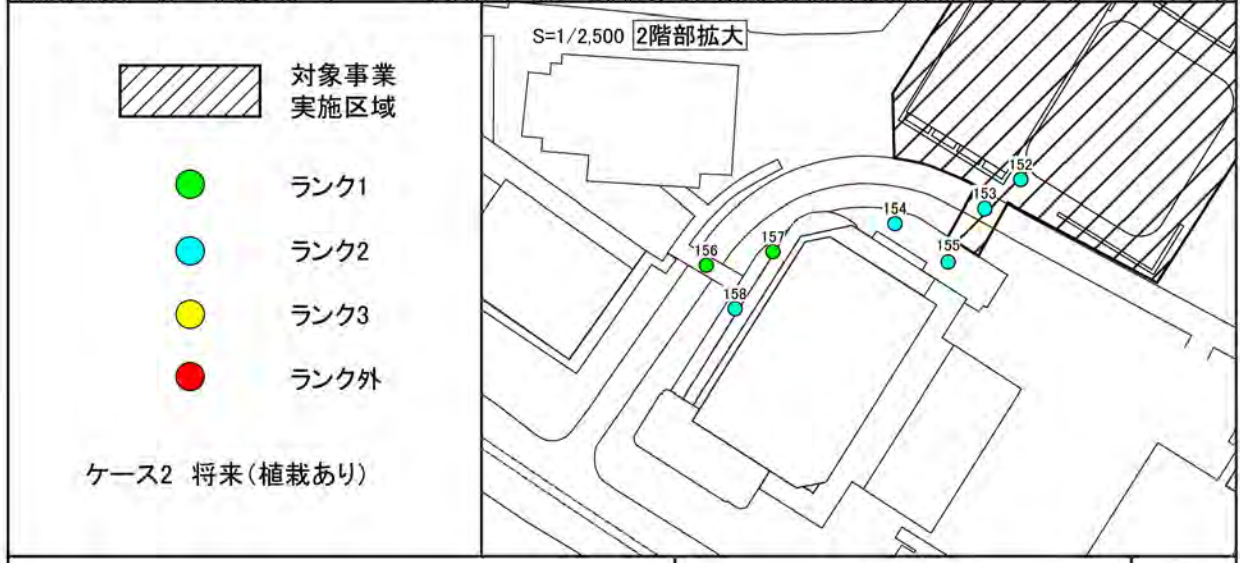 対象事業
実施区域
ランク1
ランク2
ランク3
ランク外
ケース2 将来(植栽あり)
S=1/2,500 2階部拡大
152
153
154
155
156
157
158